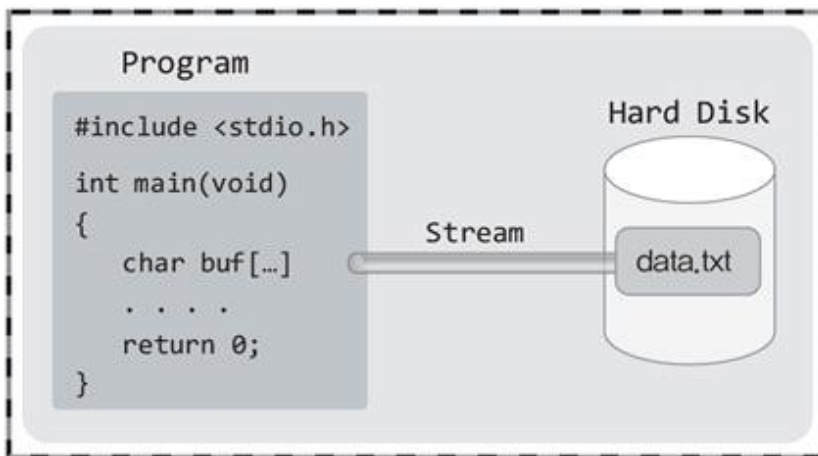 Program
#include <stdio.h>
int main(void)
{
char buf[…]
. . . .
return 0;
}
Stream
Hard Disk
data.txt